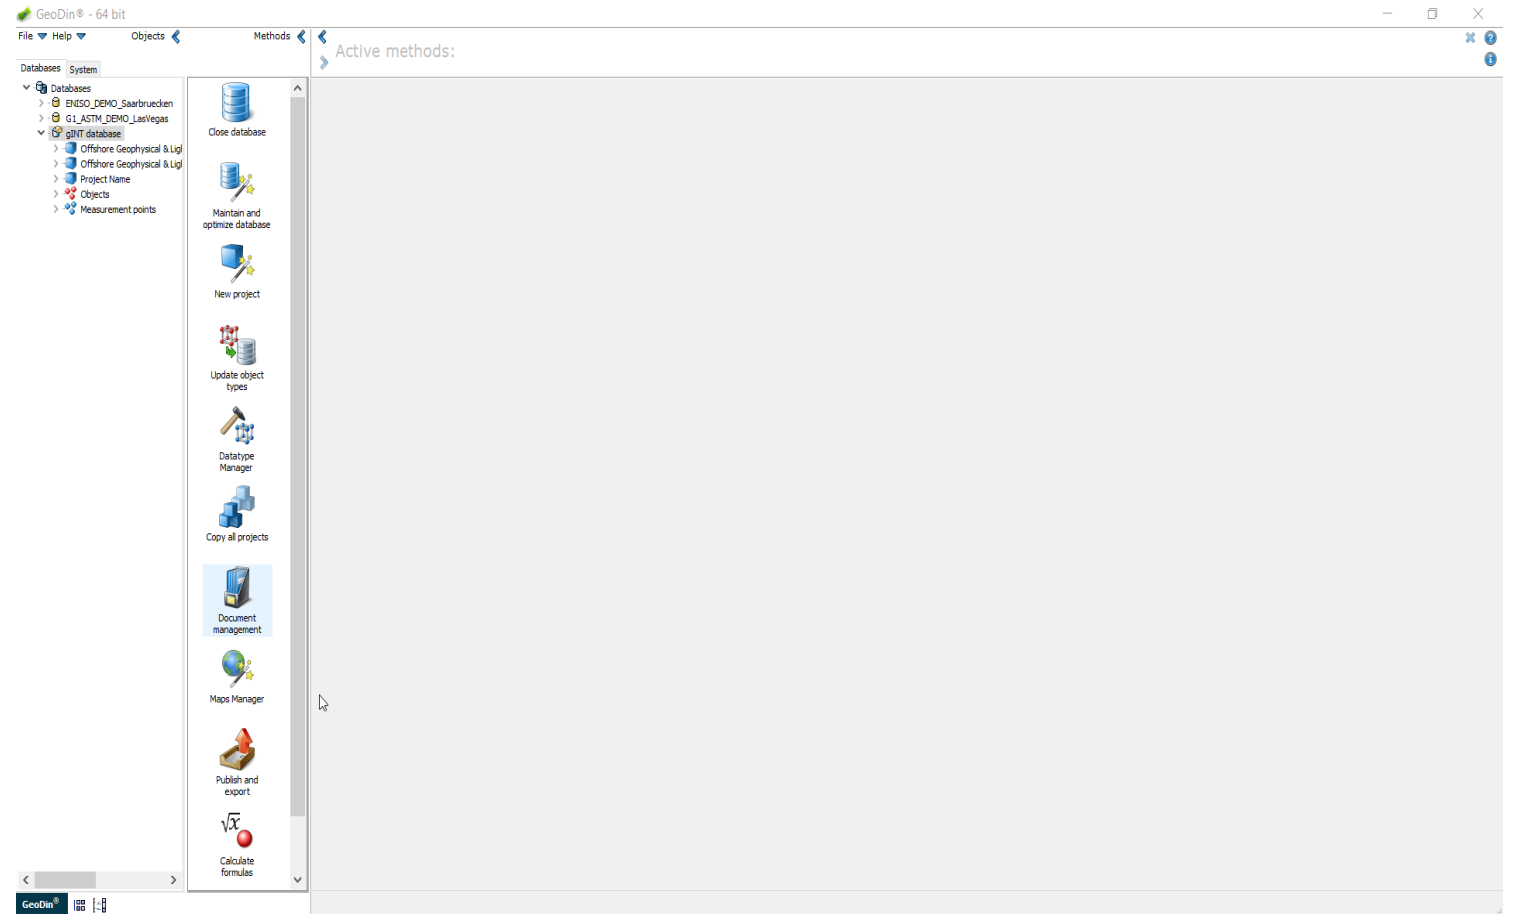 GeoDin® - 64 bit
File Help Objects Methods
Active methods:
Databases System
Databases
ENISO_DEMO_Saarbruecken
G1_ASTM_DEMO_LasVegas
gINT database
Offshore Geophysical & Ligl
Offshore Geophysical & Ligl
Project Name
Objects
Measurement points
Close database
Maintain and
optimize database
New project
Update object
types
Datatype
Manager
Copy all projects
Document
management
Maps Manager
Publish and
export
√x
Calculate
formulas
GeoDin®